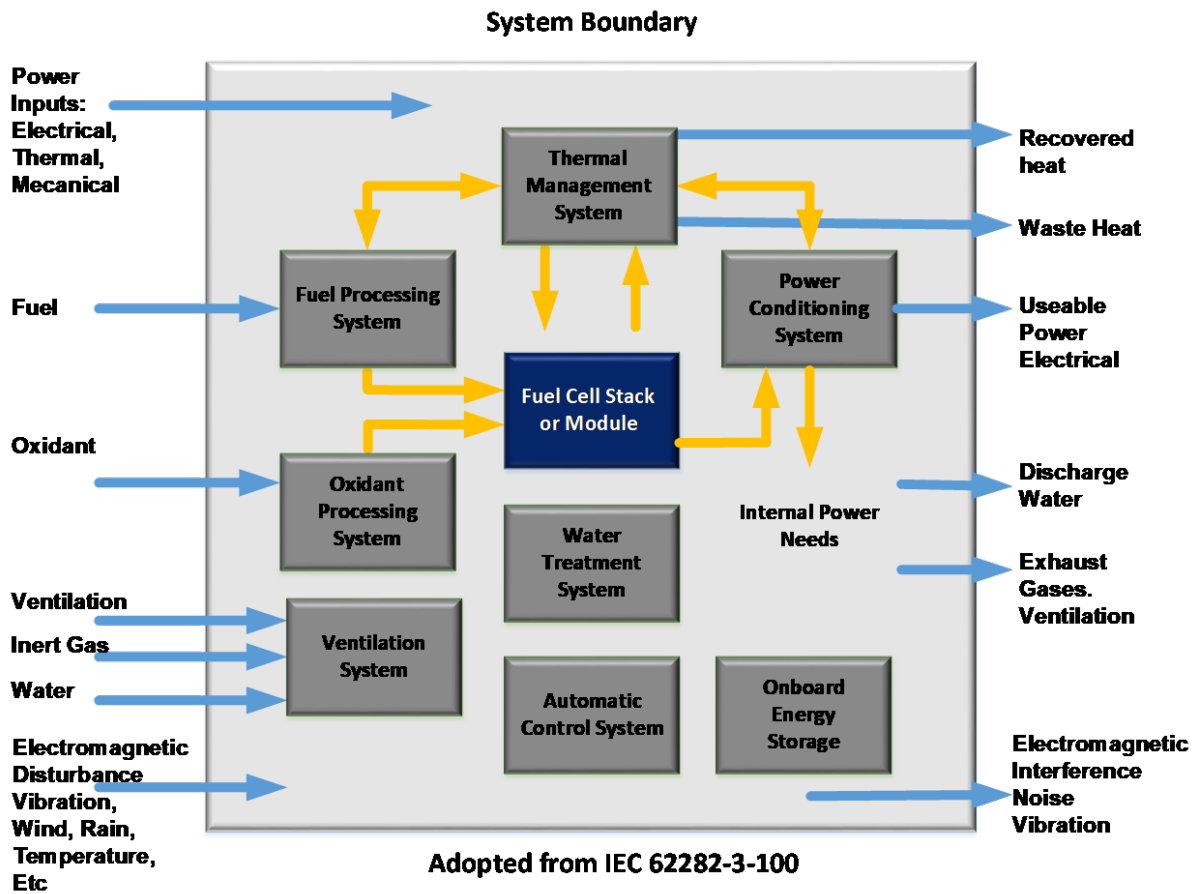 System Boundary
Power
Inputs:
Electrical,
Thermal,
Mecanical
Fuel
Oxidant
Ventilation
Inert Gas
Water
Electromagnetic
Disturbance
Vibration,
Wind, Rain,
Temperature,
Etc
Thermal
Management
System
Fuel Processing
System
Power
Conditioning
System
Fuel Cell Stack
or Module
Oxidant
Processing
System
Water
Treatment
System
Internal Power
Needs
Ventilation
System
Automatic
Control System
Onboard
Energy
Storage
Recovered
heat
Waste Heat
Useable
Power
Electrical
Discharge
Water
Exhaust
Gases.
Ventilation
Electromagnetic
Interference
Noise
Vibration
Adopted from IEC 62282-3-100